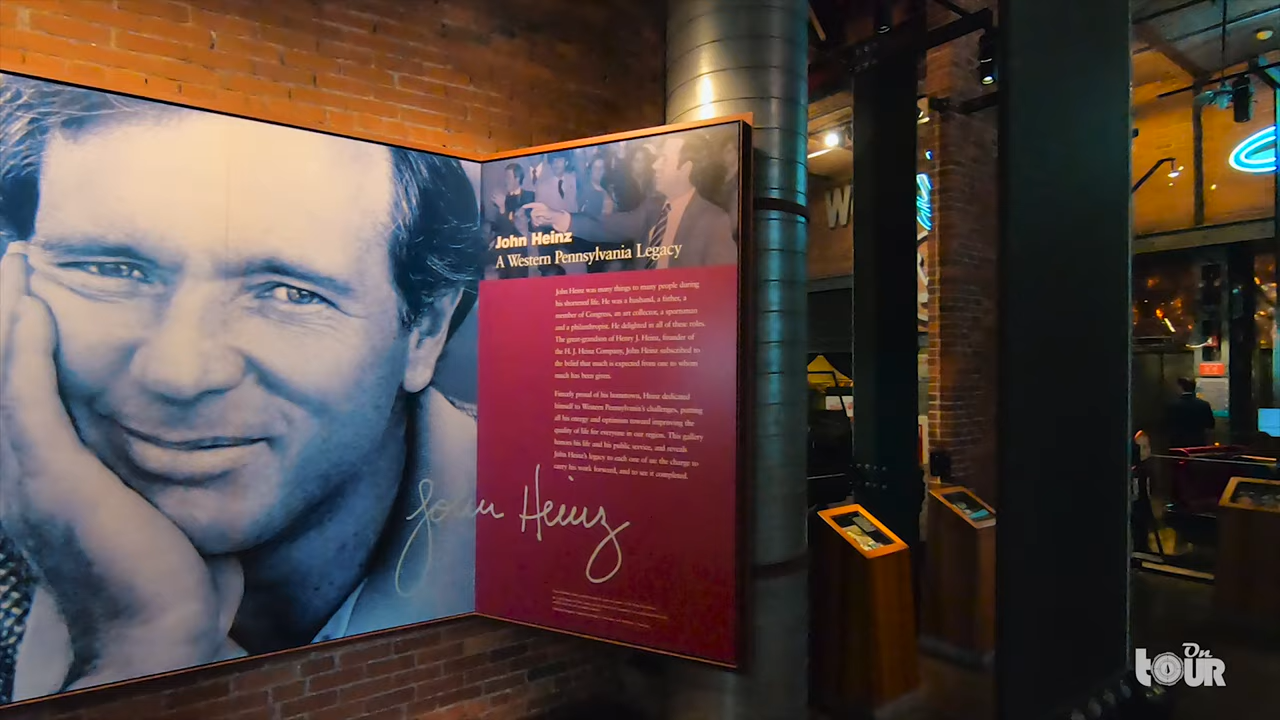 John Heinz
A Western Pennsylvania Legacy
John Heinz was many things to many people during
his shortened life. He was a husband, a father, a
member of Congress, an art collector, a sportsman
and a philanthropist. He delighted in all of these roles.
The great-grandson of Henry J. Heinz, founder of
the H. J. Heinz Company, John Heinz subscribed to
the belief that much is expected from one to whom
much has been given.
Fiercely proud of his hometown, Heinz dedicated
himself to Western Pennsylvania's challenges, putting
all his energy and optimism toward improving the
quality of life for everyone in our region. This gallery
honors his life and his public service, and reveals
John Heinz's legacy to each one of us: the charge to
carry his work forward, and to see it completed.
John Heinz
On
TOUR